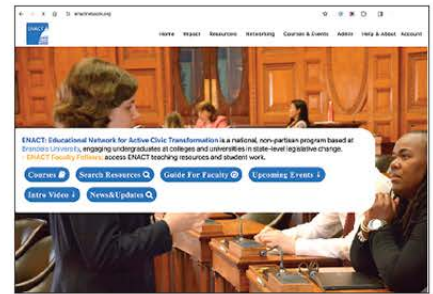 enactnetwork.org
ENACT
Home Impact Resources Networking Courses & Events Admin Help & About Account
ENACT: Educational Network for Active Civic Transformation is a national, non-partisan program based at
Brandeis University, engaging undergraduates at colleges and universities in state-level legislative change.
- ENACT Faculty Fellows: access ENACT teaching resources and student work.
Courses Search Resources Guide For Faculty Upcoming Events ↓
Intro Video ↓ News&Updates